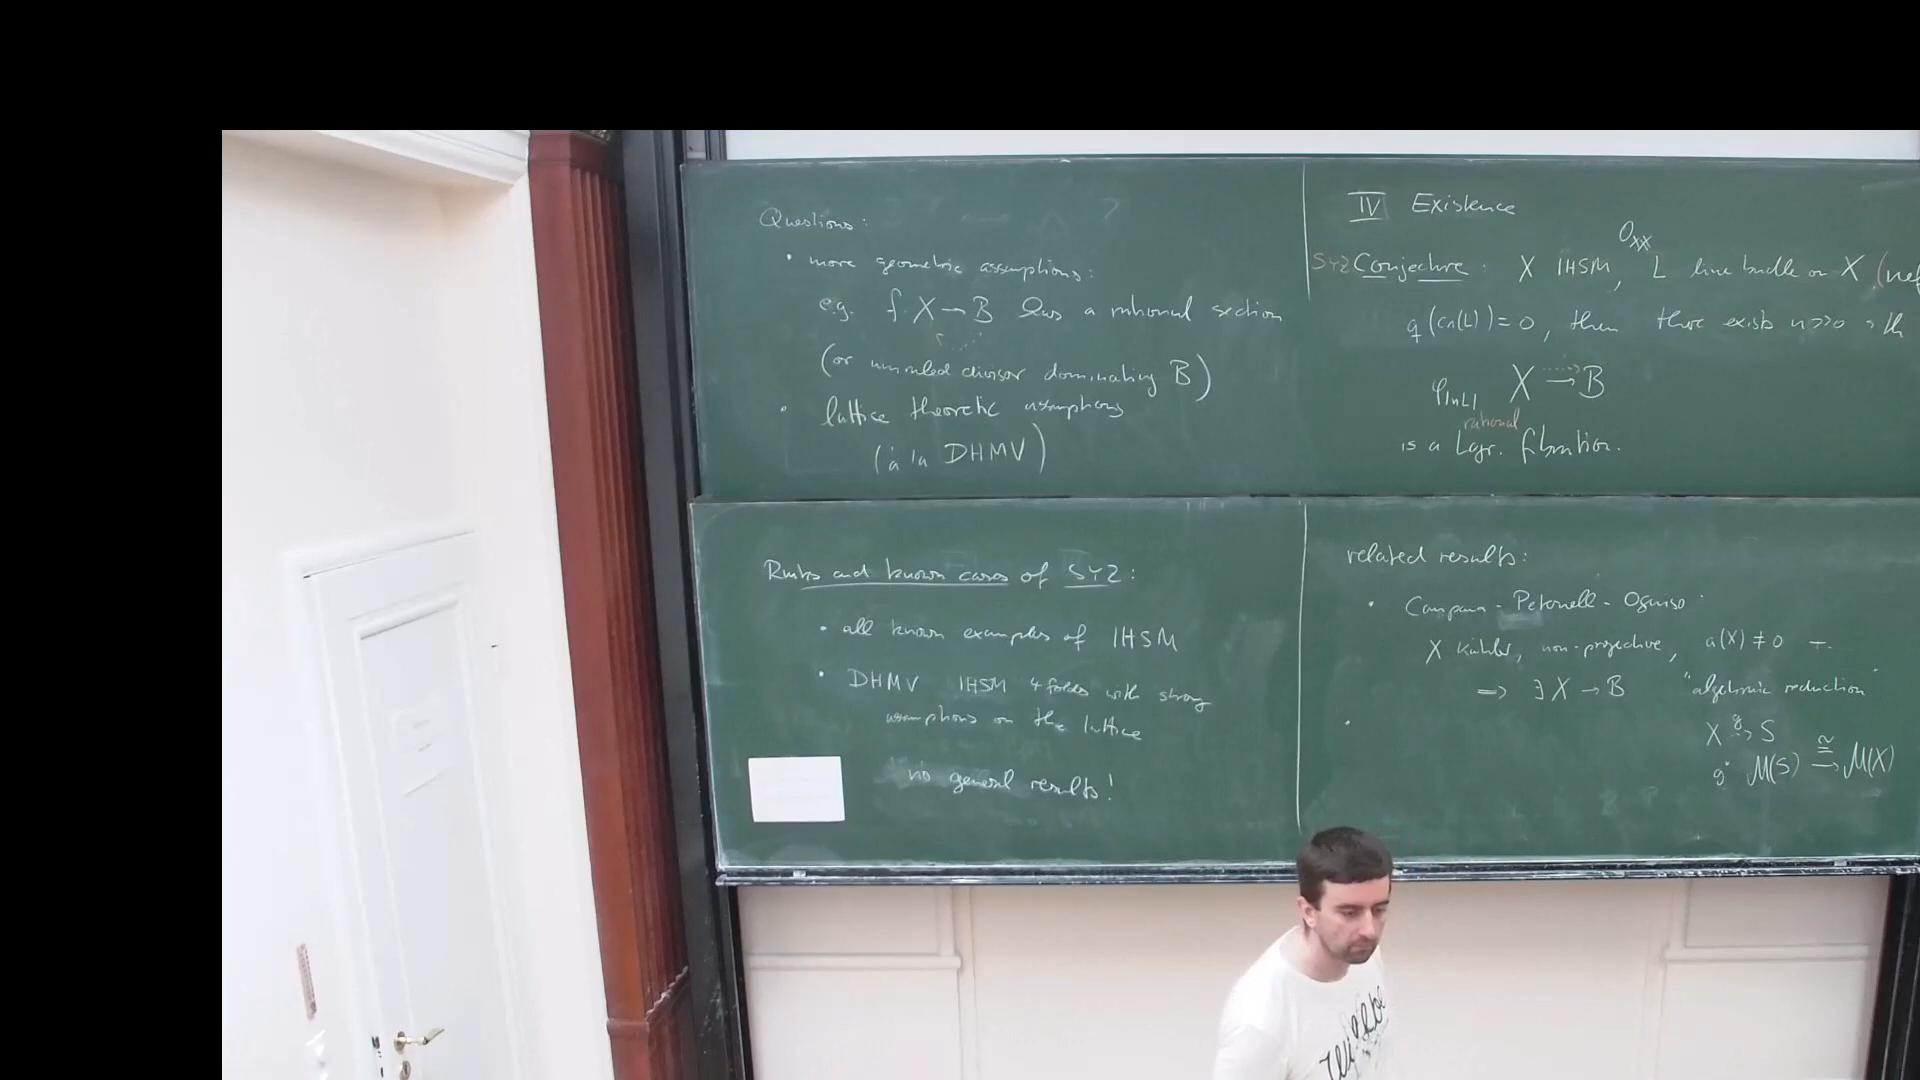 Questions:
• more geometric assumptions:
e.g. f: X → B has a rational section
(or uniruled divisor dominating B)
• lattice theoretic assumptions
(à la DHMV)
IV Existence
O_X ≇
SYZ Conjecture: X IHSM, L line bundle on X, (nef
q(c₁(L)) = 0, then there exists n>>0 s.th
φ|nL| X → B
rational
is a Lagr. fibration.
Rmks and known cases of SYZ:
• all known examples of IHSM
• DHMV IHSM 4folds with strong
assumptions on the lattice
no general results!
related results:
• Campana - Peternell - Oguiso:
X Kähler, non-projective, a(X) ≠ 0 +.
⟹ ∃ X → B "algebraic reduction"
•
X ⇢ S
g* M(S) ≅→ M(X)